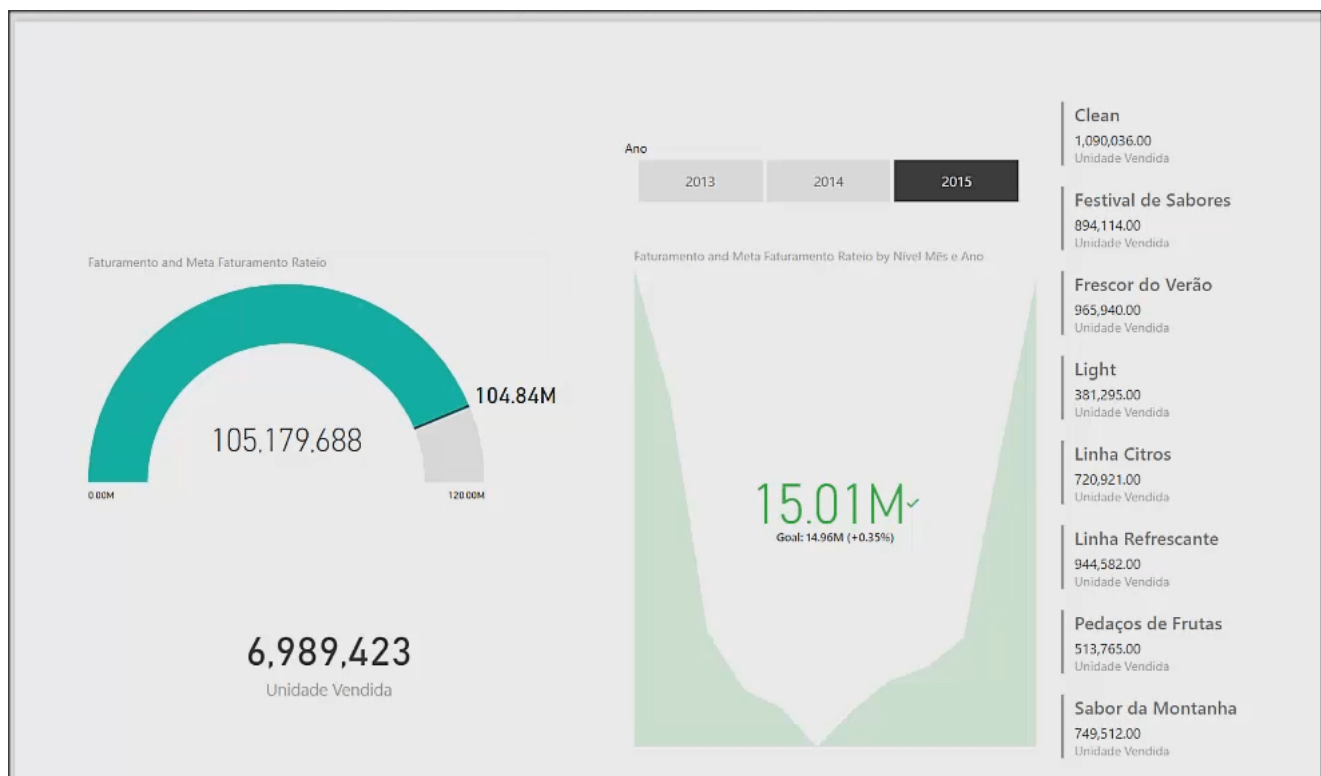 Faturamento and Meta Faturamento Rateio
104.84M
105,179,688
0.00M
120.00M
6,989,423
Unidade Vendida
Ano
2013
2014
2015
Faturamento and Meta Faturamento Rateio by Nível Mês e Ano
15.01M
Goal: 14.96M (+0.35%)
Clean
1,090,036.00
Unidade Vendida
Festival de Sabores
894,114.00
Unidade Vendida
Frescor do Verão
965,940.00
Unidade Vendida
Light
381,295.00
Unidade Vendida
Linha Citros
720,921.00
Unidade Vendida
Linha Refrescante
944,582.00
Unidade Vendida
Pedaços de Frutas
513,765.00
Unidade Vendida
Sabor da Montanha
749,512.00
Unidade Vendida